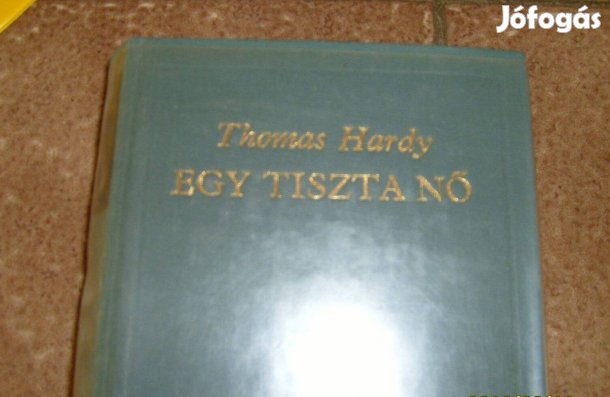 Jófogás
Thomas Hardy
EGY TISZTA NŐ